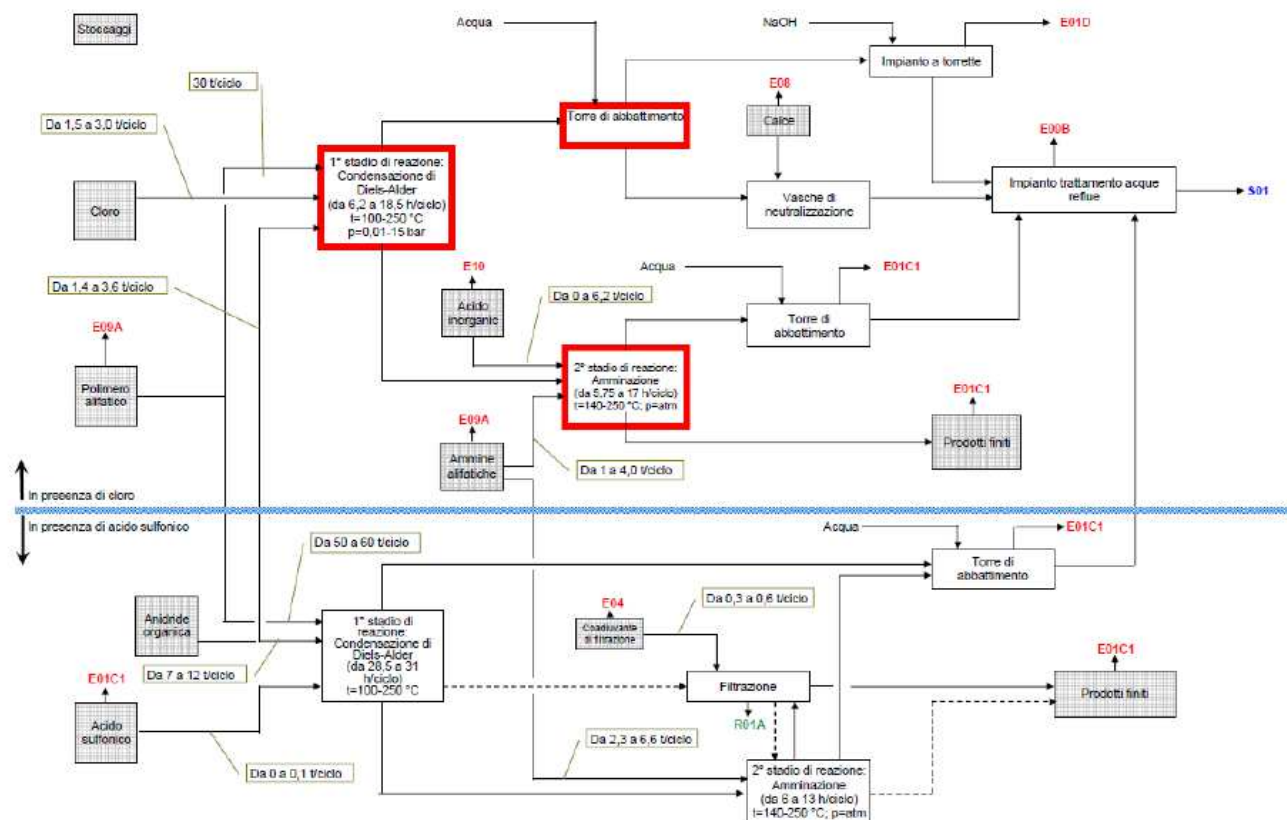 Stoccaggi
Acqua
NaOH
E01D
Impianto a torrette
30 t/ciclo
E08
Calce
Torre di abbattimento
Da 1,5 a 3,0 t/ciclo
E00B
1° stadio di reazione:
Condensazione di
Diels-Alder
(da 6,2 a 18,5 h/ciclo)
t=100-250 °C
p=0,01-15 bar
Cloro
Vasche di
neutralizzazione
Impianto trattamento acque
reflue
S01
Da 1,4 a 3,6 t/ciclo
E10
Acido
inorganic
Da 0 a 6,2 t/ciclo
Acqua
E01C1
Torre di
abbattimento
E09A
Polimero
alifatico
2° stadio di reazione:
Amminazione
(da 5,75 a 17 h/ciclo)
t=140-250 °C; p=atm
E01C1
Prodotti finiti
E09A
Ammine
alifatiche
Da 1 a 4,0 t/ciclo
In presenza di cloro
In presenza di acido sulfonico
Da 50 a 60 t/ciclo
Acqua
E01C1
Torre di
abbattimento
Anidride
organica
1° stadio di
reazione:
Condensazione di
Diels-Alder
(da 28,5 a 31
h/ciclo)
t=100-250 °C
E04
Coadiuvante
di filtrazione
Da 0,3 a 0,6 t/ciclo
Da 7 a 12 t/ciclo
E01C1
Acido
sulfonico
Filtrazione
R01A
E01C1
Prodotti finiti
Da 0 a 0,1 t/ciclo
Da 2,3 a 6,6 t/ciclo
2° stadio di reazione:
Amminazione
(da 6 a 13 h/ciclo)
t=140-250 °C; p=atm